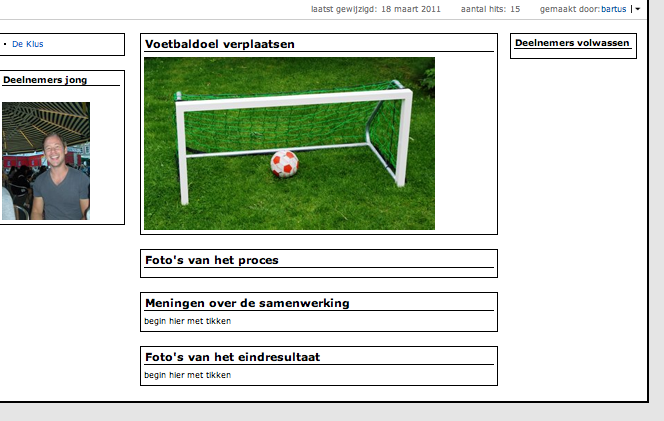 laatst gewijzigd: 18 maart 2011 aantal hits: 15 gemaakt door:bartus
De Klus
Deelnemers jong
Voetbaldoel verplaatsen
Foto's van het proces
Meningen over de samenwerking
begin hier met tikken
Foto's van het eindresultaat
begin hier met tikken
Deelnemers volwassen